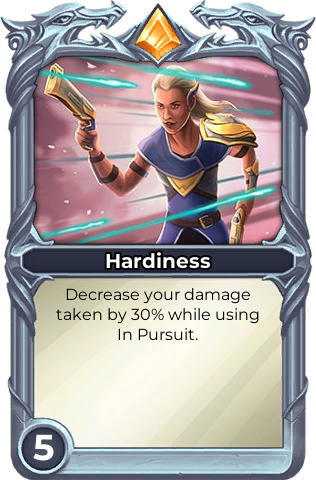 Hardiness
Decrease your damage
taken by 30% while using
In Pursuit.
5